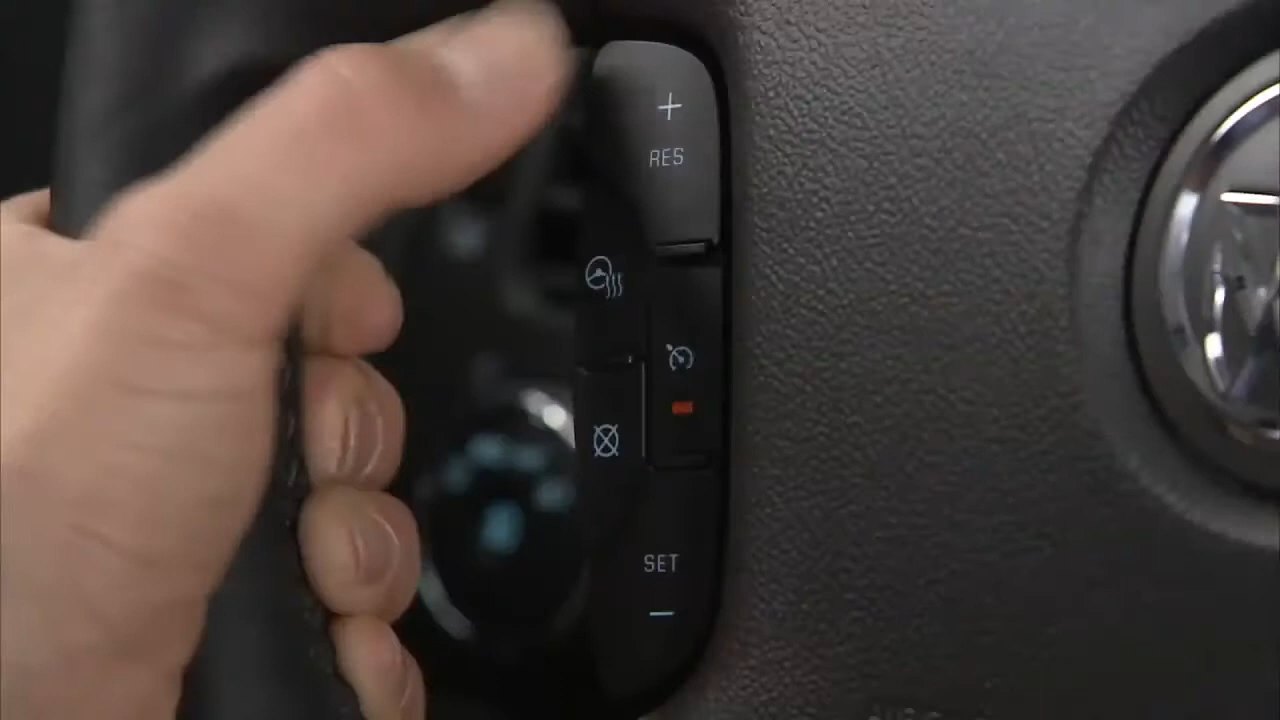 +
RES
SET
—